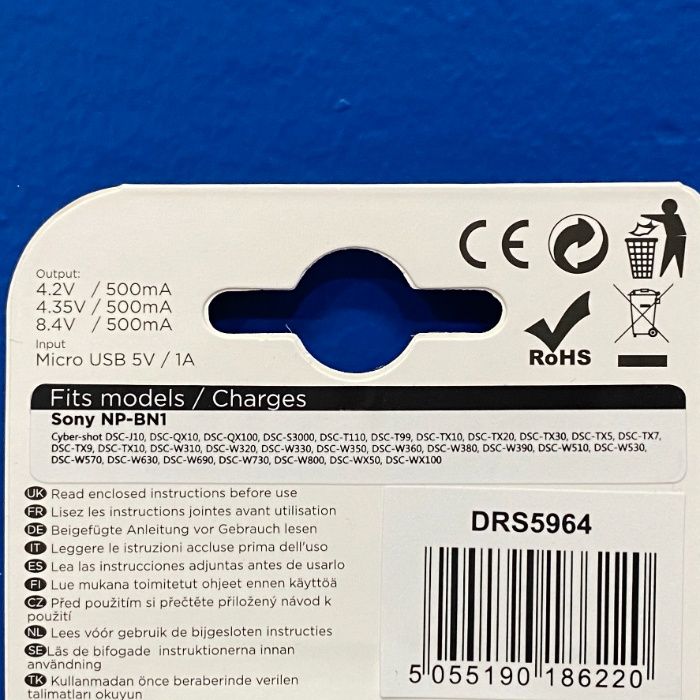 CE
RoHS
Output:
4.2V / 500mA
4.35V / 500mA
8.4V / 500mA
Input
Micro USB 5V / 1A
Fits models / Charges
Sony NP-BN1
Cyber-shot DSC-J10, DSC-QX10, DSC-QX100, DSC-S3000, DSC-T110, DSC-T99, DSC-TX10, DSC-TX20, DSC-TX30, DSC-TX5, DSC-TX7,
DSC-TX9, DSC-TX10, DSC-W310, DSC-W320, DSC-W330, DSC-W350, DSC-W360, DSC-W380, DSC-W390, DSC-W510, DSC-W530,
DSC-W570, DSC-W630, DSC-W690, DSC-W730, DSC-W800, DSC-WX50, DSC-WX100
UK Read enclosed instructions before use
FR Lisez les instructions jointes avant utilisation
DE Beigefügte Anleitung vor Gebrauch lesen
IT Leggere le istruzioni accluse prima dell'uso
ES Lea las instrucciones adjuntas antes de usarlo
FI Lue mukana toimitetut ohjeet ennen käyttöä
CZ Před použitím si přečtěte přiložený návod k
použití
NL Lees vóór gebruik de bijgesloten instructies
SE Läs de bifogade instruktionerna innan
användning
TK Kullanmadan önce beraberinde verilen
talimatları okuyun
DRS5964
5 055190 186220